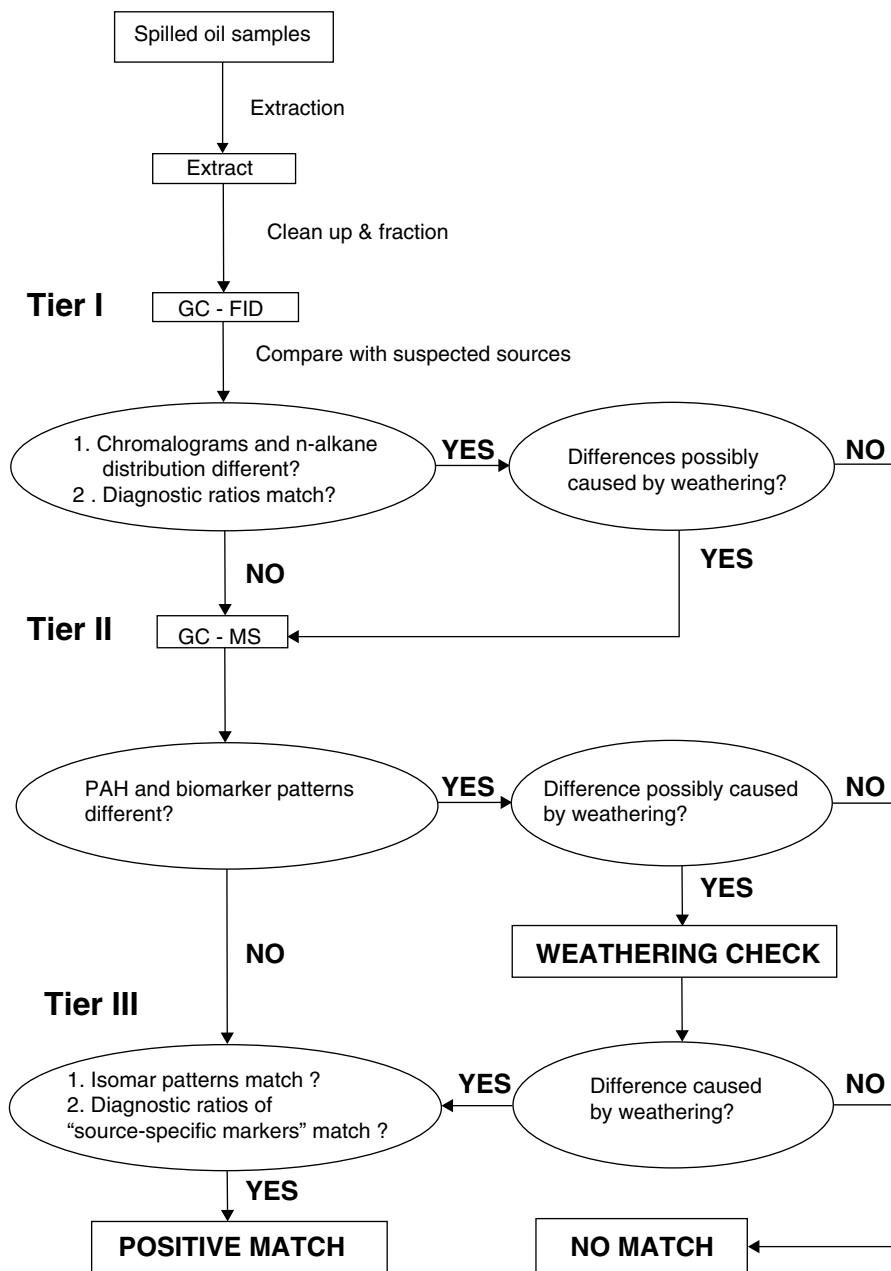 Spilled oil samples
Extraction
Extract
Clean up & fraction
Tier I
GC - FID
Compare with suspected sources
1. Chromalograms and n-alkane
distribution different?
2 . Diagnostic ratios match?
YES
Differences possibly
caused by weathering?
NO
NO
YES
Tier II
GC - MS
PAH and biomarker patterns
different?
YES
Difference possibly caused
by weathering?
NO
YES
NO
WEATHERING CHECK
Tier III
1. Isomar patterns match ?
2. Diagnostic ratios of
“source-specific markers” match ?
YES
Difference caused
by weathering?
NO
YES
POSITIVE MATCH
NO MATCH